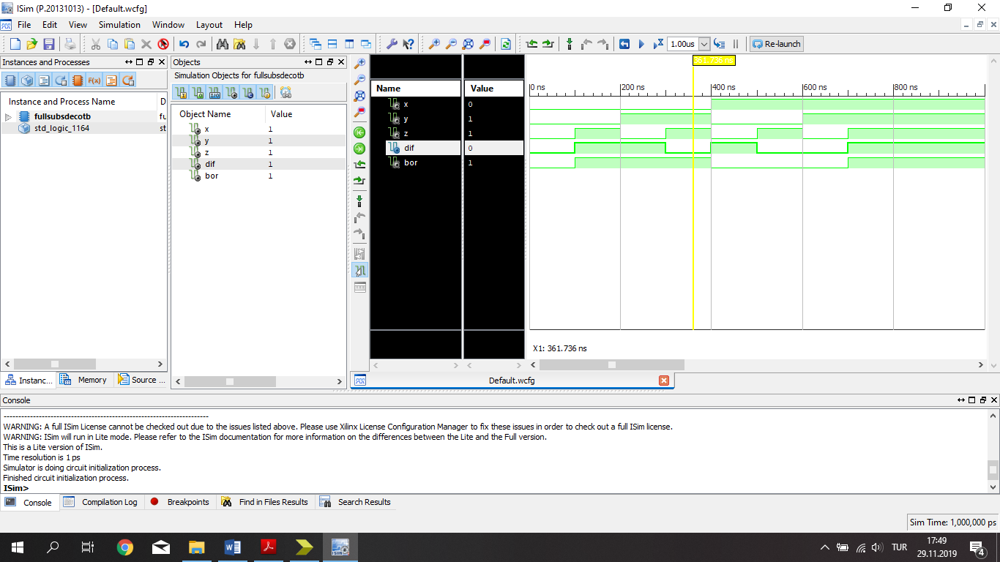 ISim (P.20131013) - [Default.wcfg]
File Edit View Simulation Window Layout Help
1.00us Re-launch
Instances and Processes
Objects
Simulation Objects for fullsubsdecotb
Instance and Process Name D
fullsubsdecotb fu
std_logic_1164 st
Object Name Value
x 1
y 1
z 1
dif 1
bor 1
Name Value
x 0
y 1
z 1
dif 0
bor 1
361.736 ns
0 ns 200 ns 400 ns 600 ns 800 ns
X1: 361.736 ns
Instanc... Memory Source ...
Default.wcfg
Console
WARNING: A full ISim License cannot be checked out due to the issues listed above. Please use Xilinx License Configuration Manager to fix these issues in order to check out a full ISim license.
WARNING: ISim will run in Lite mode. Please refer to the ISim documentation for more information on the differences between the Lite and the Full version.
This is a Lite version of ISim.
Time resolution is 1 ps
Simulator is doing circuit initialization process.
Finished circuit initialization process.
ISim>
Console Compilation Log Breakpoints Find in Files Results Search Results
Sim Time: 1,000,000 ps
TUR
17:49
29.11.2019
4